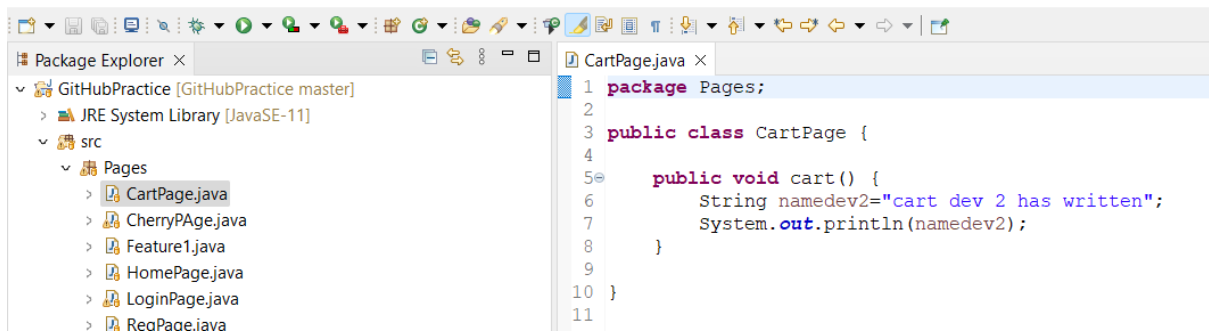 Package Explorer
GitHubPractice [GitHubPractice master]
JRE System Library [JavaSE-11]
src
Pages
CartPage.java
CherryPAge.java
Feature1.java
HomePage.java
LoginPage.java
RegPage.java
CartPage.java
1 package Pages;
2
3 public class CartPage {
4
5 public void cart() {
6 String namedev2="cart dev 2 has written";
7 System.out.println(namedev2);
8 }
9
10 }
11